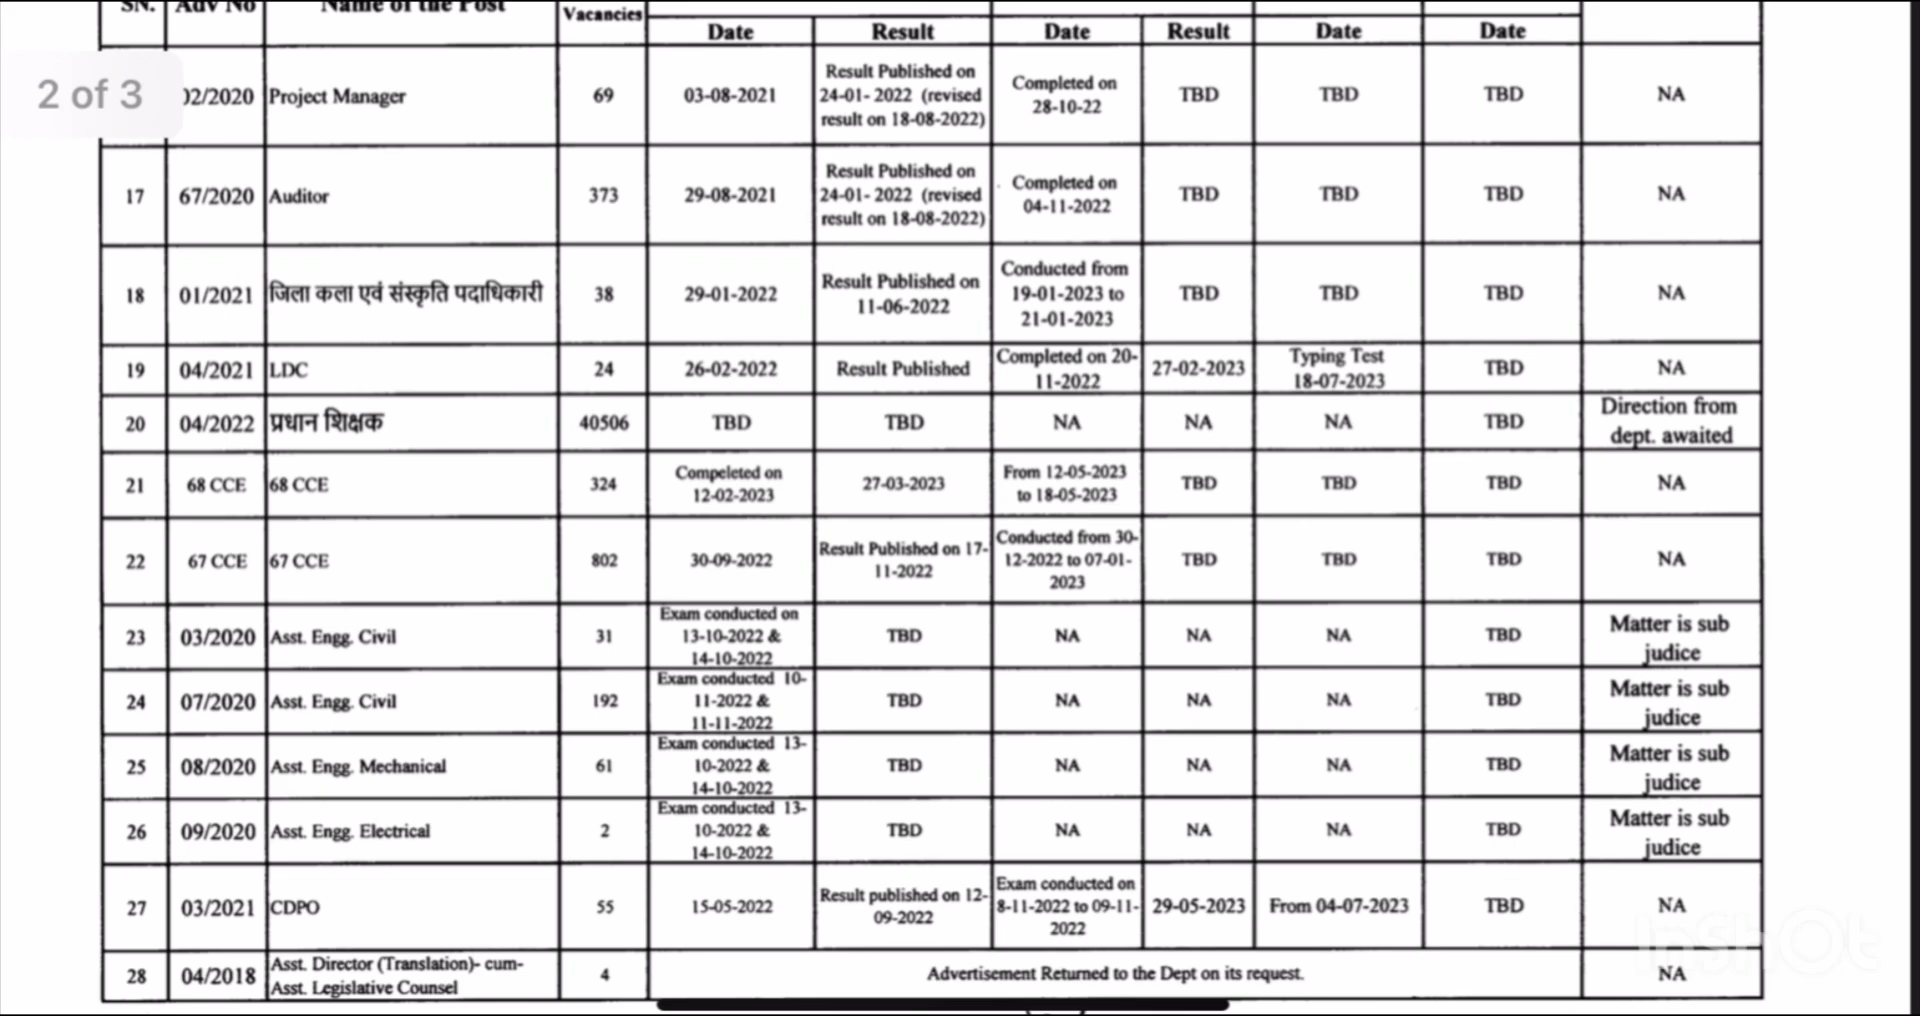 SN. Adv No Name of the Post Vacancies
Date Result Date Result Date Date
2 of 3
02/2020 Project Manager 69 03-08-2021 Result Published on 24-01- 2022 (revised result on 18-08-2022) Completed on 28-10-22 TBD TBD TBD NA
17 67/2020 Auditor 373 29-08-2021 Result Published on 24-01- 2022 (revised result on 18-08-2022) Completed on 04-11-2022 TBD TBD TBD NA
18 01/2021 जिला कला एवं संस्कृति पदाधिकारी 38 29-01-2022 Result Published on 11-06-2022 Conducted from 19-01-2023 to 21-01-2023 TBD TBD TBD NA
19 04/2021 LDC 24 26-02-2022 Result Published Completed on 20-11-2022 27-02-2023 Typing Test 18-07-2023 TBD NA
20 04/2022 प्रधान शिक्षक 40506 TBD TBD NA NA NA TBD Direction from dept. awaited
21 68 CCE 68 CCE 324 Compeleted on 12-02-2023 27-03-2023 From 12-05-2023 to 18-05-2023 TBD TBD TBD NA
22 67 CCE 67 CCE 802 30-09-2022 Result Published on 17-11-2022 Conducted from 30-12-2022 to 07-01-2023 TBD TBD TBD NA
23 03/2020 Asst. Engg. Civil 31 Exam conducted on 13-10-2022 & 14-10-2022 TBD NA NA NA TBD Matter is sub judice
24 07/2020 Asst. Engg. Civil 192 Exam conducted 10-11-2022 & 11-11-2022 TBD NA NA NA TBD Matter is sub judice
25 08/2020 Asst. Engg. Mechanical 61 Exam conducted 13-10-2022 & 14-10-2022 TBD NA NA NA TBD Matter is sub judice
26 09/2020 Asst. Engg. Electrical 2 Exam conducted 13-10-2022 & 14-10-2022 TBD NA NA NA TBD Matter is sub judice
27 03/2021 CDPO 55 15-05-2022 Result published on 12-09-2022 Exam conducted on 8-11-2022 to 09-11-2022 29-05-2023 From 04-07-2023 TBD NA
28 04/2018 Asst. Director (Translation)- cum-Asst. Legislative Counsel 4 Advertisement Returned to the Dept on its request. NA
InShOt